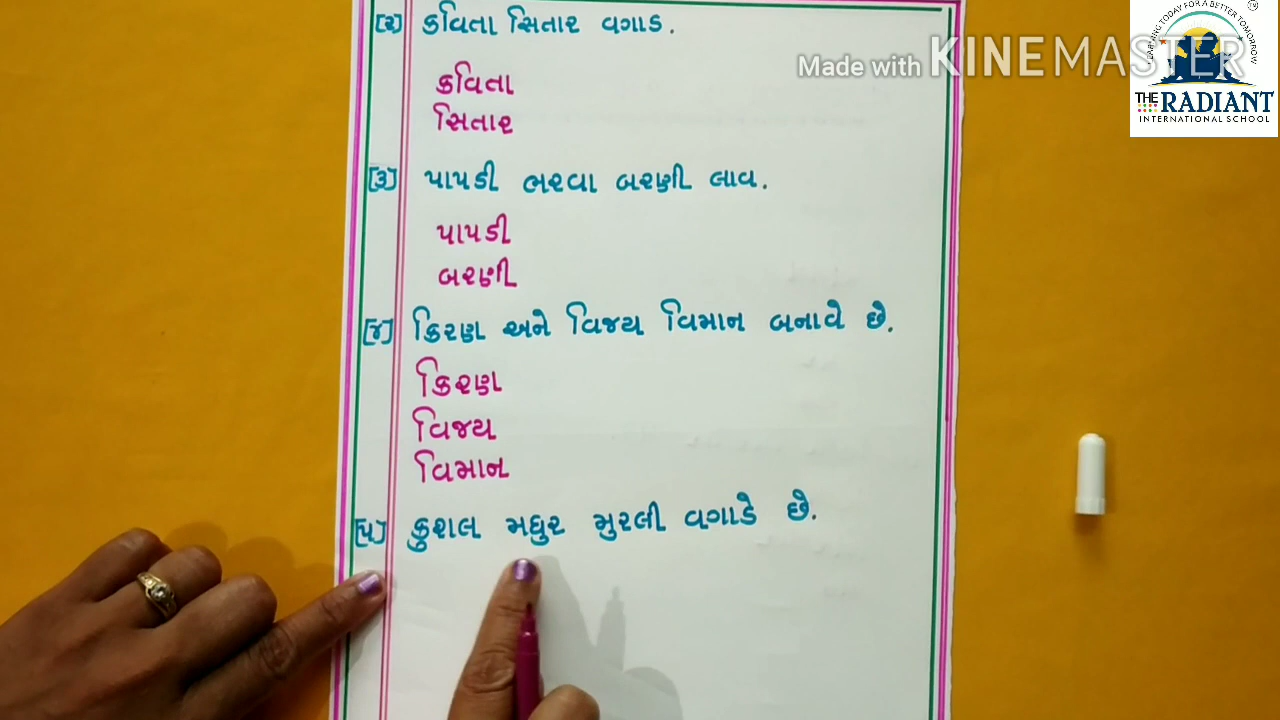 [૨] કવિતા સિતાર વગાડ.
કવિતા
સિતાર
[૩] પાપડી ભરવા બરણી લાવ.
પાપડી
બરણી
[૪] કિરણ અને વિજય વિમાન બનાવે છે.
કિરણ
વિજય
વિમાન
[૫] કુશલ મધુર મુરલી વગાડે છે.
Made with KINEMASTER
THE RADIANT
INTERNATIONAL SCHOOL